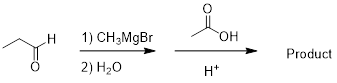 O
OH
H
O
1) CH₃MgBr
2) H₂O
H⁺
Product